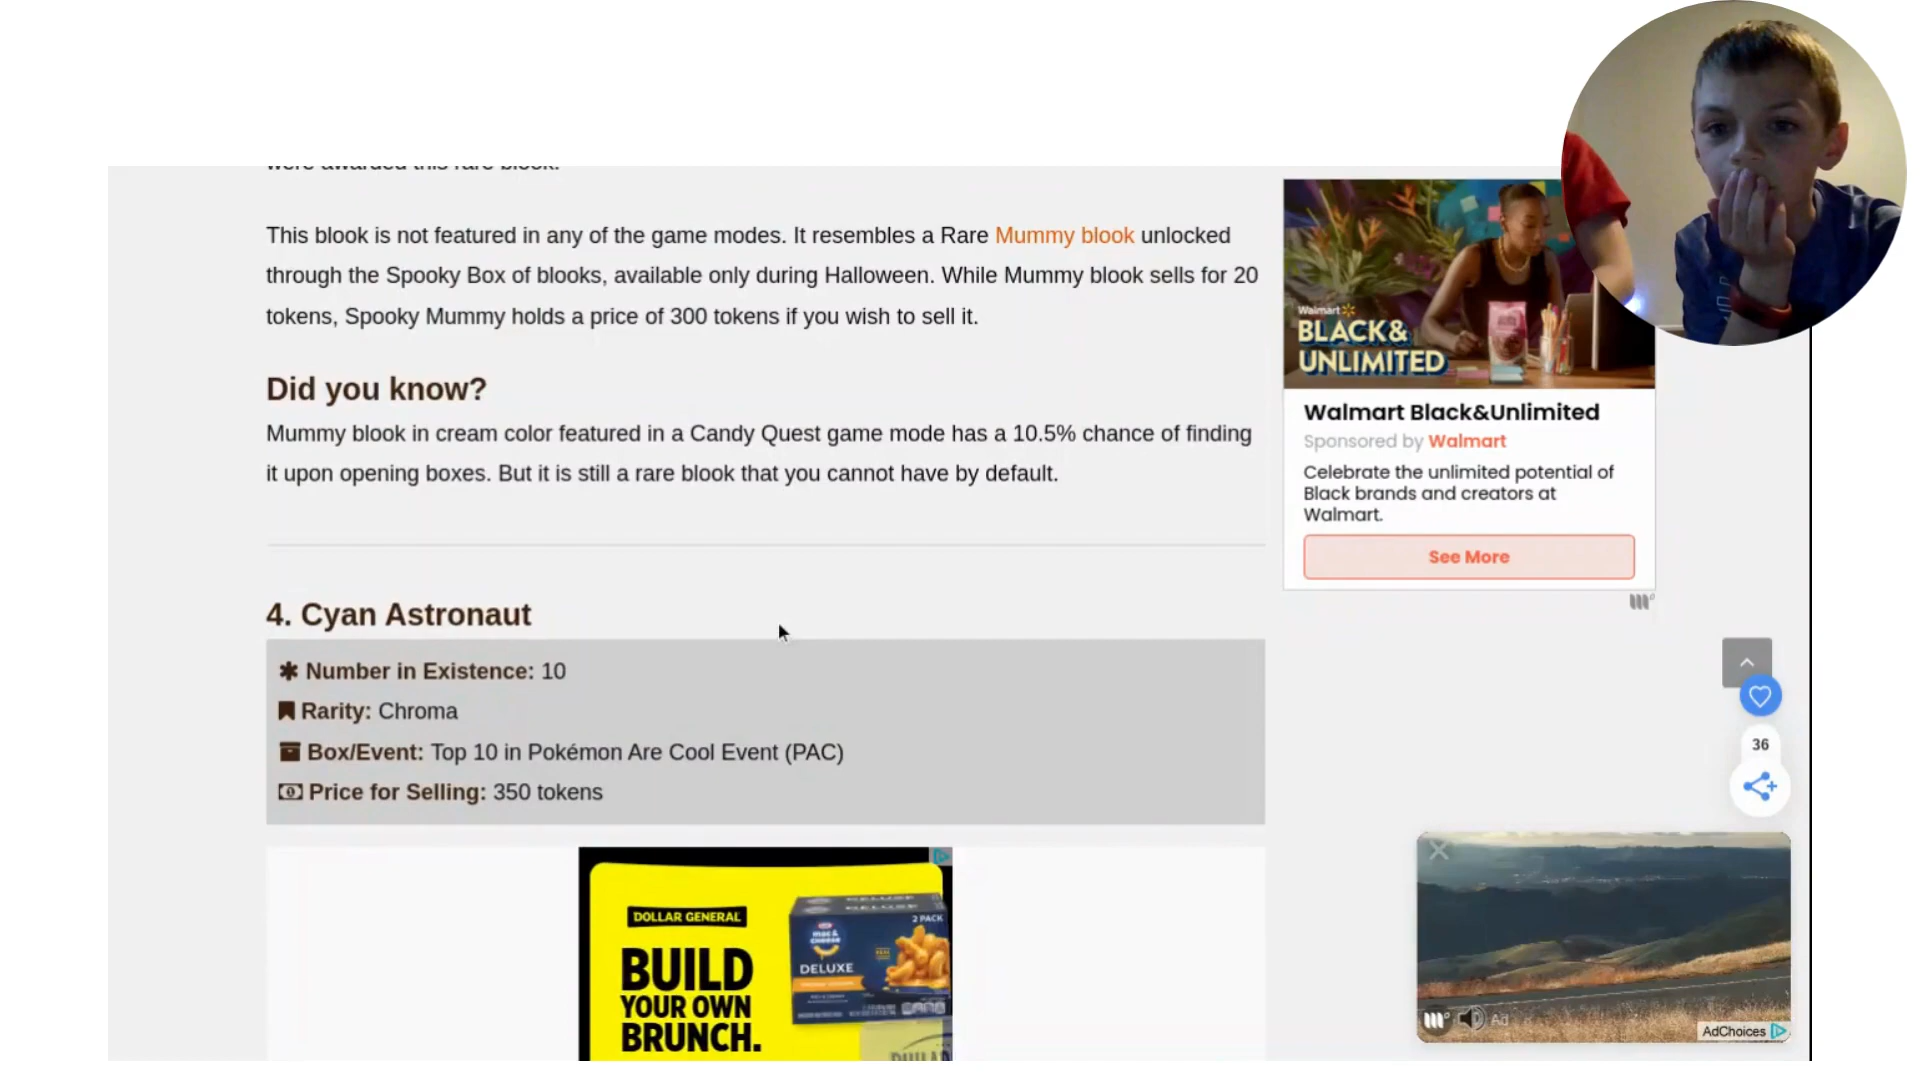 were awarded this rare blook.
This blook is not featured in any of the game modes. It resembles a Rare Mummy blook unlocked
through the Spooky Box of blooks, available only during Halloween. While Mummy blook sells for 20
tokens, Spooky Mummy holds a price of 300 tokens if you wish to sell it.
Did you know?
Mummy blook in cream color featured in a Candy Quest game mode has a 10.5% chance of finding
it upon opening boxes. But it is still a rare blook that you cannot have by default.
4. Cyan Astronaut
Number in Existence: 10
Rarity: Chroma
Box/Event: Top 10 in Pokémon Are Cool Event (PAC)
Price for Selling: 350 tokens
DOLLAR GENERAL
BUILD
YOUR OWN
BRUNCH.
2 PACK
mac &
cheese
DELUXE
Walmart
BLACK&
UNLIMITED
Walmart Black&Unlimited
Sponsored by Walmart
Celebrate the unlimited potential of
Black brands and creators at
Walmart.
See More
36
Ad
AdChoices